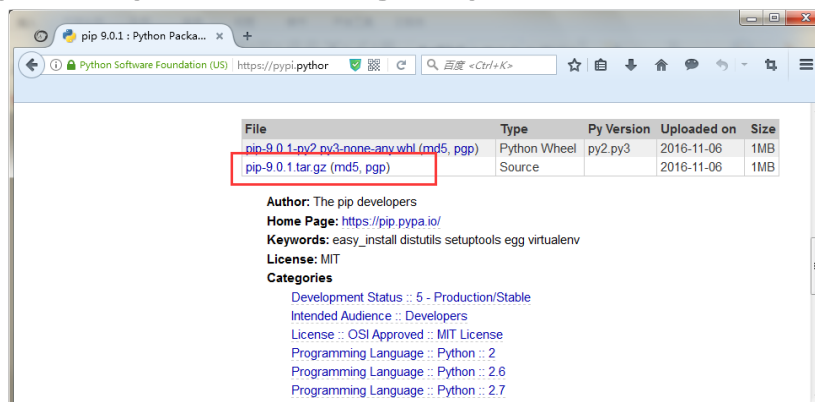 pip 9.0.1 : Python Packa... × +
Python Software Foundation (US) https://pypi.python 百度 <Ctrl+K>
File Type Py Version Uploaded on Size
pip-9.0.1-py2.py3-none-any.whl (md5, pgp) Python Wheel py2.py3 2016-11-06 1MB
pip-9.0.1.tar.gz (md5, pgp) Source 2016-11-06 1MB
Author: The pip developers
Home Page: https://pip.pypa.io/
Keywords: easy_install distutils setuptools egg virtualenv
License: MIT
Categories
Development Status :: 5 - Production/Stable
Intended Audience :: Developers
License :: OSI Approved :: MIT License
Programming Language :: Python :: 2
Programming Language :: Python :: 2.6
Programming Language :: Python :: 2.7